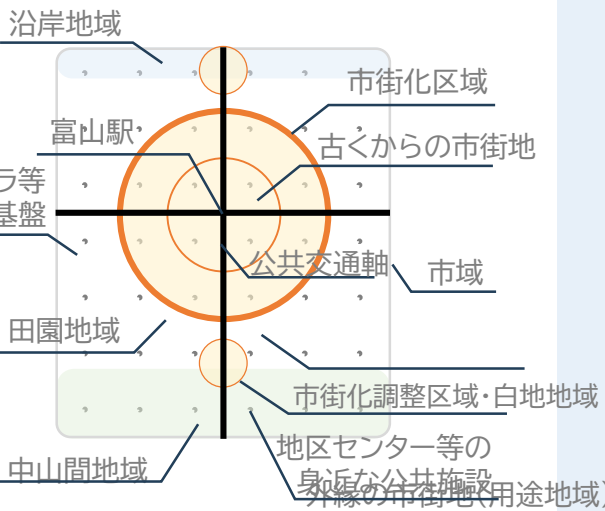 沿岸地域
市街化区域
富山駅
古くからの市街地
ラ等
基盤
公共交通軸
市域
田園地域
市街化調整区域・白地地域
地区センター等の
身近な公共施設
外縁の市街地(用途地域)
中山間地域